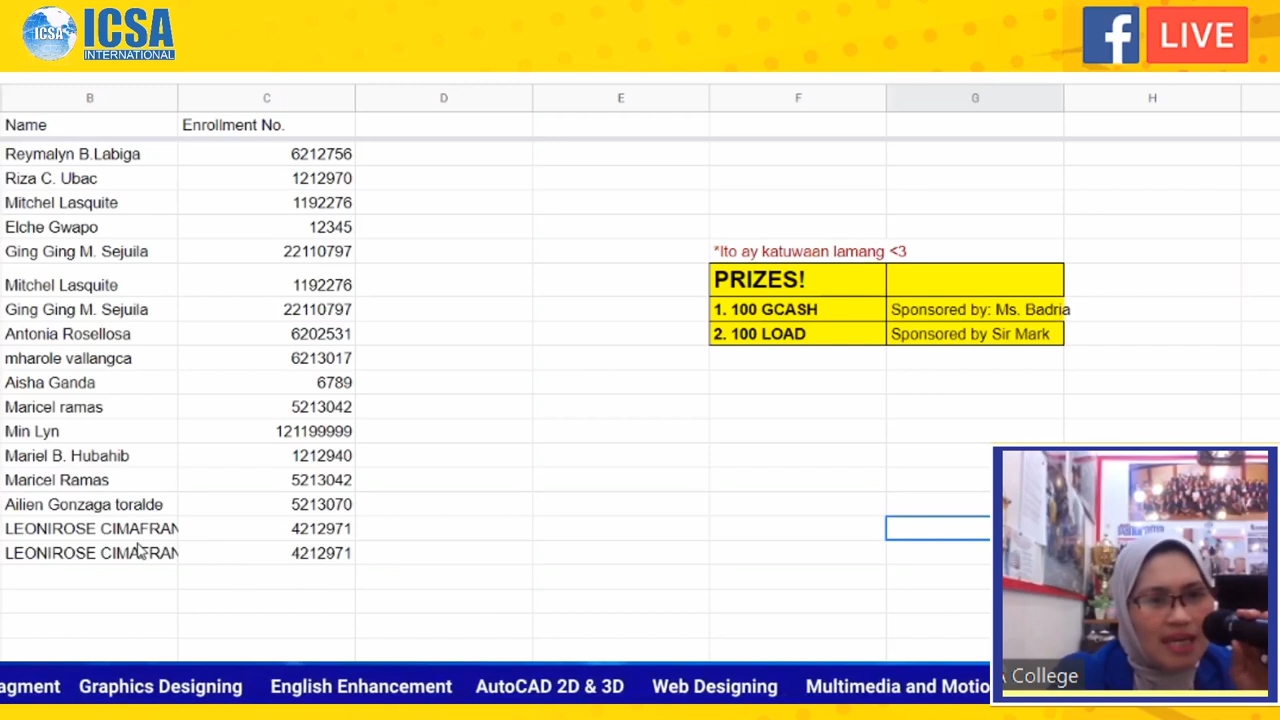 ICSA
ICSA
INTERNATIONAL
f LIVE
B C D E F G H
Name Enrollment No.
Reymalyn B.Labiga 6212756
Riza C. Ubac 1212970
Mitchel Lasquite 1192276
Elche Gwapo 12345
Ging Ging M. Sejuila 22110797
*Ito ay katuwaan lamang <3
Mitchel Lasquite 1192276
PRIZES!
Ging Ging M. Sejuila 22110797
1. 100 GCASH Sponsored by: Ms. Badria
Antonia Rosellosa 6202531
2. 100 LOAD Sponsored by Sir Mark
mharole vallangca 6213017
Aisha Ganda 6789
Maricel ramas 5213042
Min Lyn 121199999
Mariel B. Hubahib 1212940
Maricel Ramas 5213042
Ailien Gonzaga toralde 5213070
LEONIROSE CIMAFRAN 4212971
LEONIROSE CIMAFRAN 4212971
A College
agment Graphics Designing English Enhancement AutoCAD 2D & 3D Web Designing Multimedia and Motio